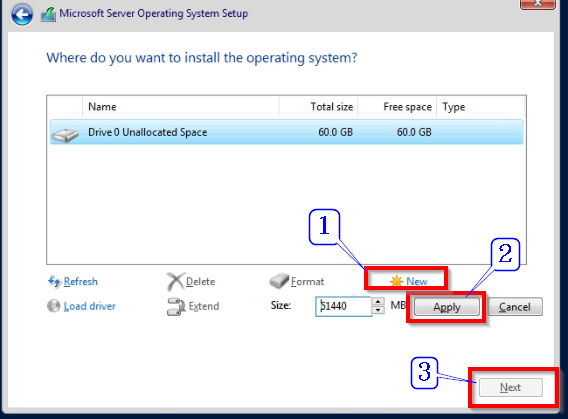 Microsoft Server Operating System Setup
x
Where do you want to install the operating system?
Name Total size Free space Type
Drive 0 Unallocated Space 60.0 GB 60.0 GB
1
2
Refresh Delete Format New
Load driver Extend Size: 61440 MB Apply Cancel
3
Next